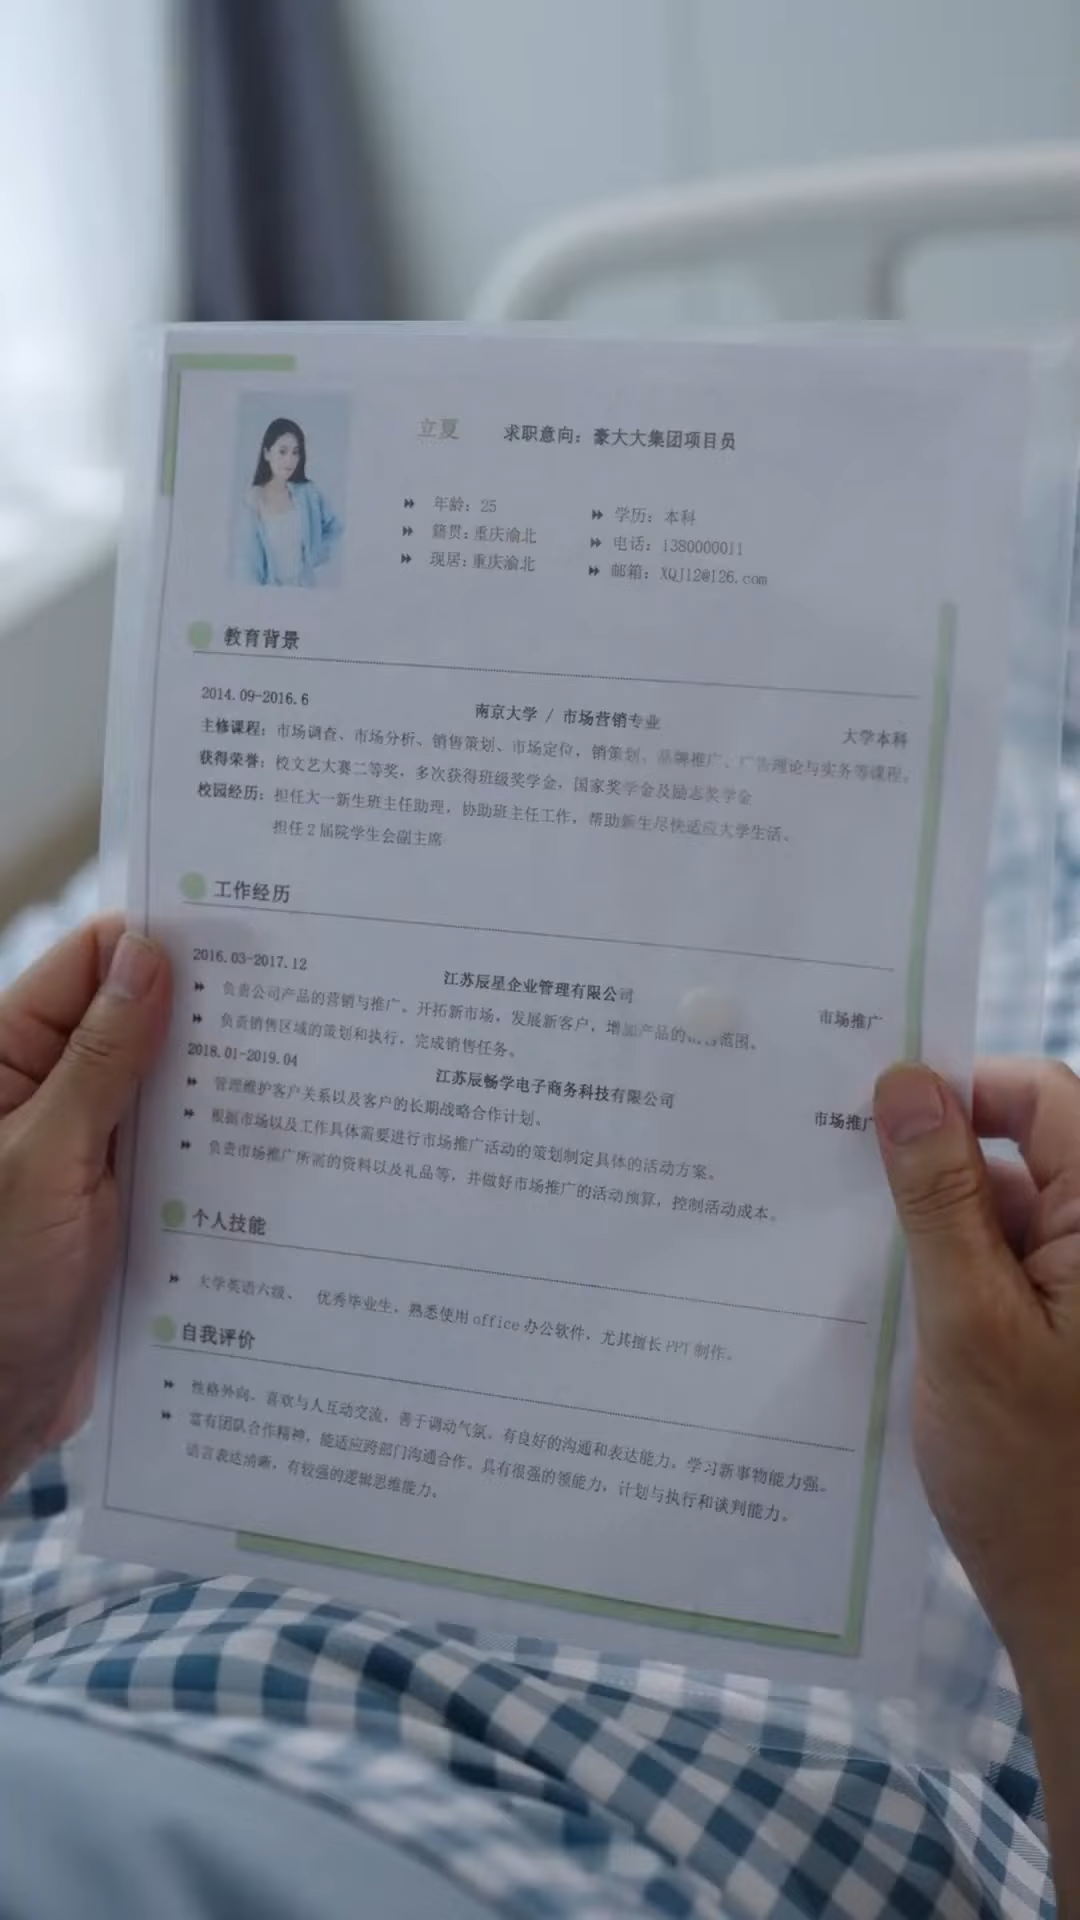 立夏 求职意向：豪大大集团项目员
年龄：25 学历：本科
籍贯：重庆渝北 电话：1380000011
现居：重庆渝北 邮箱：XQJ12@126.com
教育背景
2014.09-2016.6 南京大学 / 市场营销专业 大学本科
主修课程：市场调查、市场分析、销售策划、市场定位，销策划、品牌推广、广告理论与实务等课程。
获得荣誉：校文艺大赛二等奖，多次获得班级奖学金，国家奖学金及励志奖学金
校园经历：担任大一新生班主任助理，协助班主任工作，帮助新生尽快适应大学生活。
担任2届院学生会副主席
工作经历
2016.03-2017.12 江苏辰星企业管理有限公司 市场推广
负责公司产品的营销与推广。开拓新市场，发展新客户，增加产品的范围。
负责销售区域的策划和执行，完成销售任务。
2018.01-2019.04 江苏辰畅学电子商务科技有限公司 市场推广
管理维护客户关系以及客户的长期战略合作计划。
根据市场以及工作具体需要进行市场推广活动的策划制定具体的活动方案。
负责市场推广所需的资料以及礼品等，并做好市场推广的活动预算，控制活动成本。
个人技能
大学英语六级、 优秀毕业生，熟悉使用office办公软件，尤其擅长PPT制作。
自我评价
性格外向，喜欢与人互动交流，善于调动气氛。有良好的沟通和表达能力。学习新事物能力强。
富有团队合作精神，能适应跨部门沟通合作。具有很强的领能力，计划与执行和谈判能力。
语言表达清晰，有较强的逻辑思维能力。